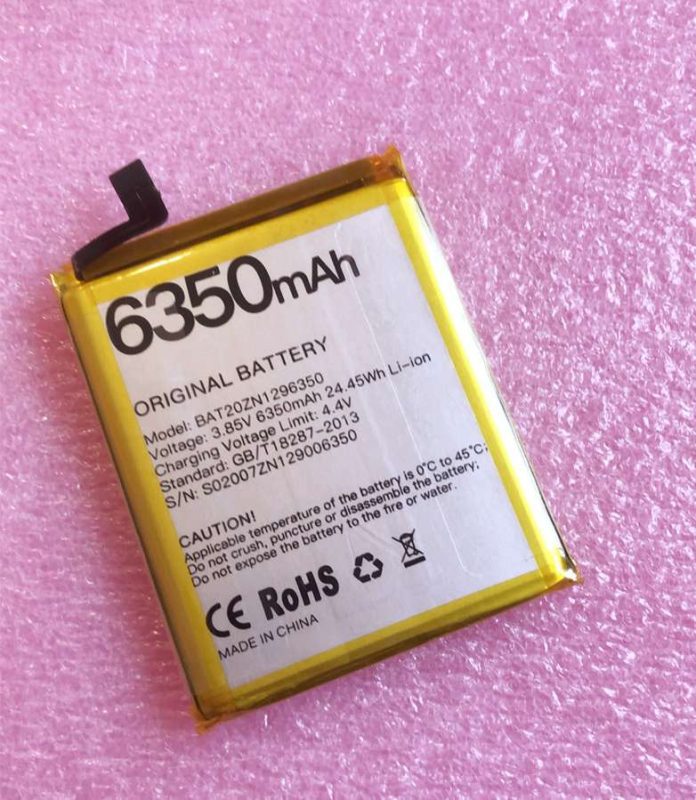 6350mAh
ORIGINAL BATTERY
Model: BAT20ZN1296350
Voltage: 3.85V 6350mAh 24.45Wh Li-ion
Charging Voltage Limit: 4.4V
Standard: GB/T18287-2013
S/N: S02007ZN129006350
CAUTION!
Applicable temperature of the battery is 0°C to 45°C;
Do not crush, puncture or disassemble the battery;
Do not expose the battery to the fire or water.
CE RoHS
MADE IN CHINA